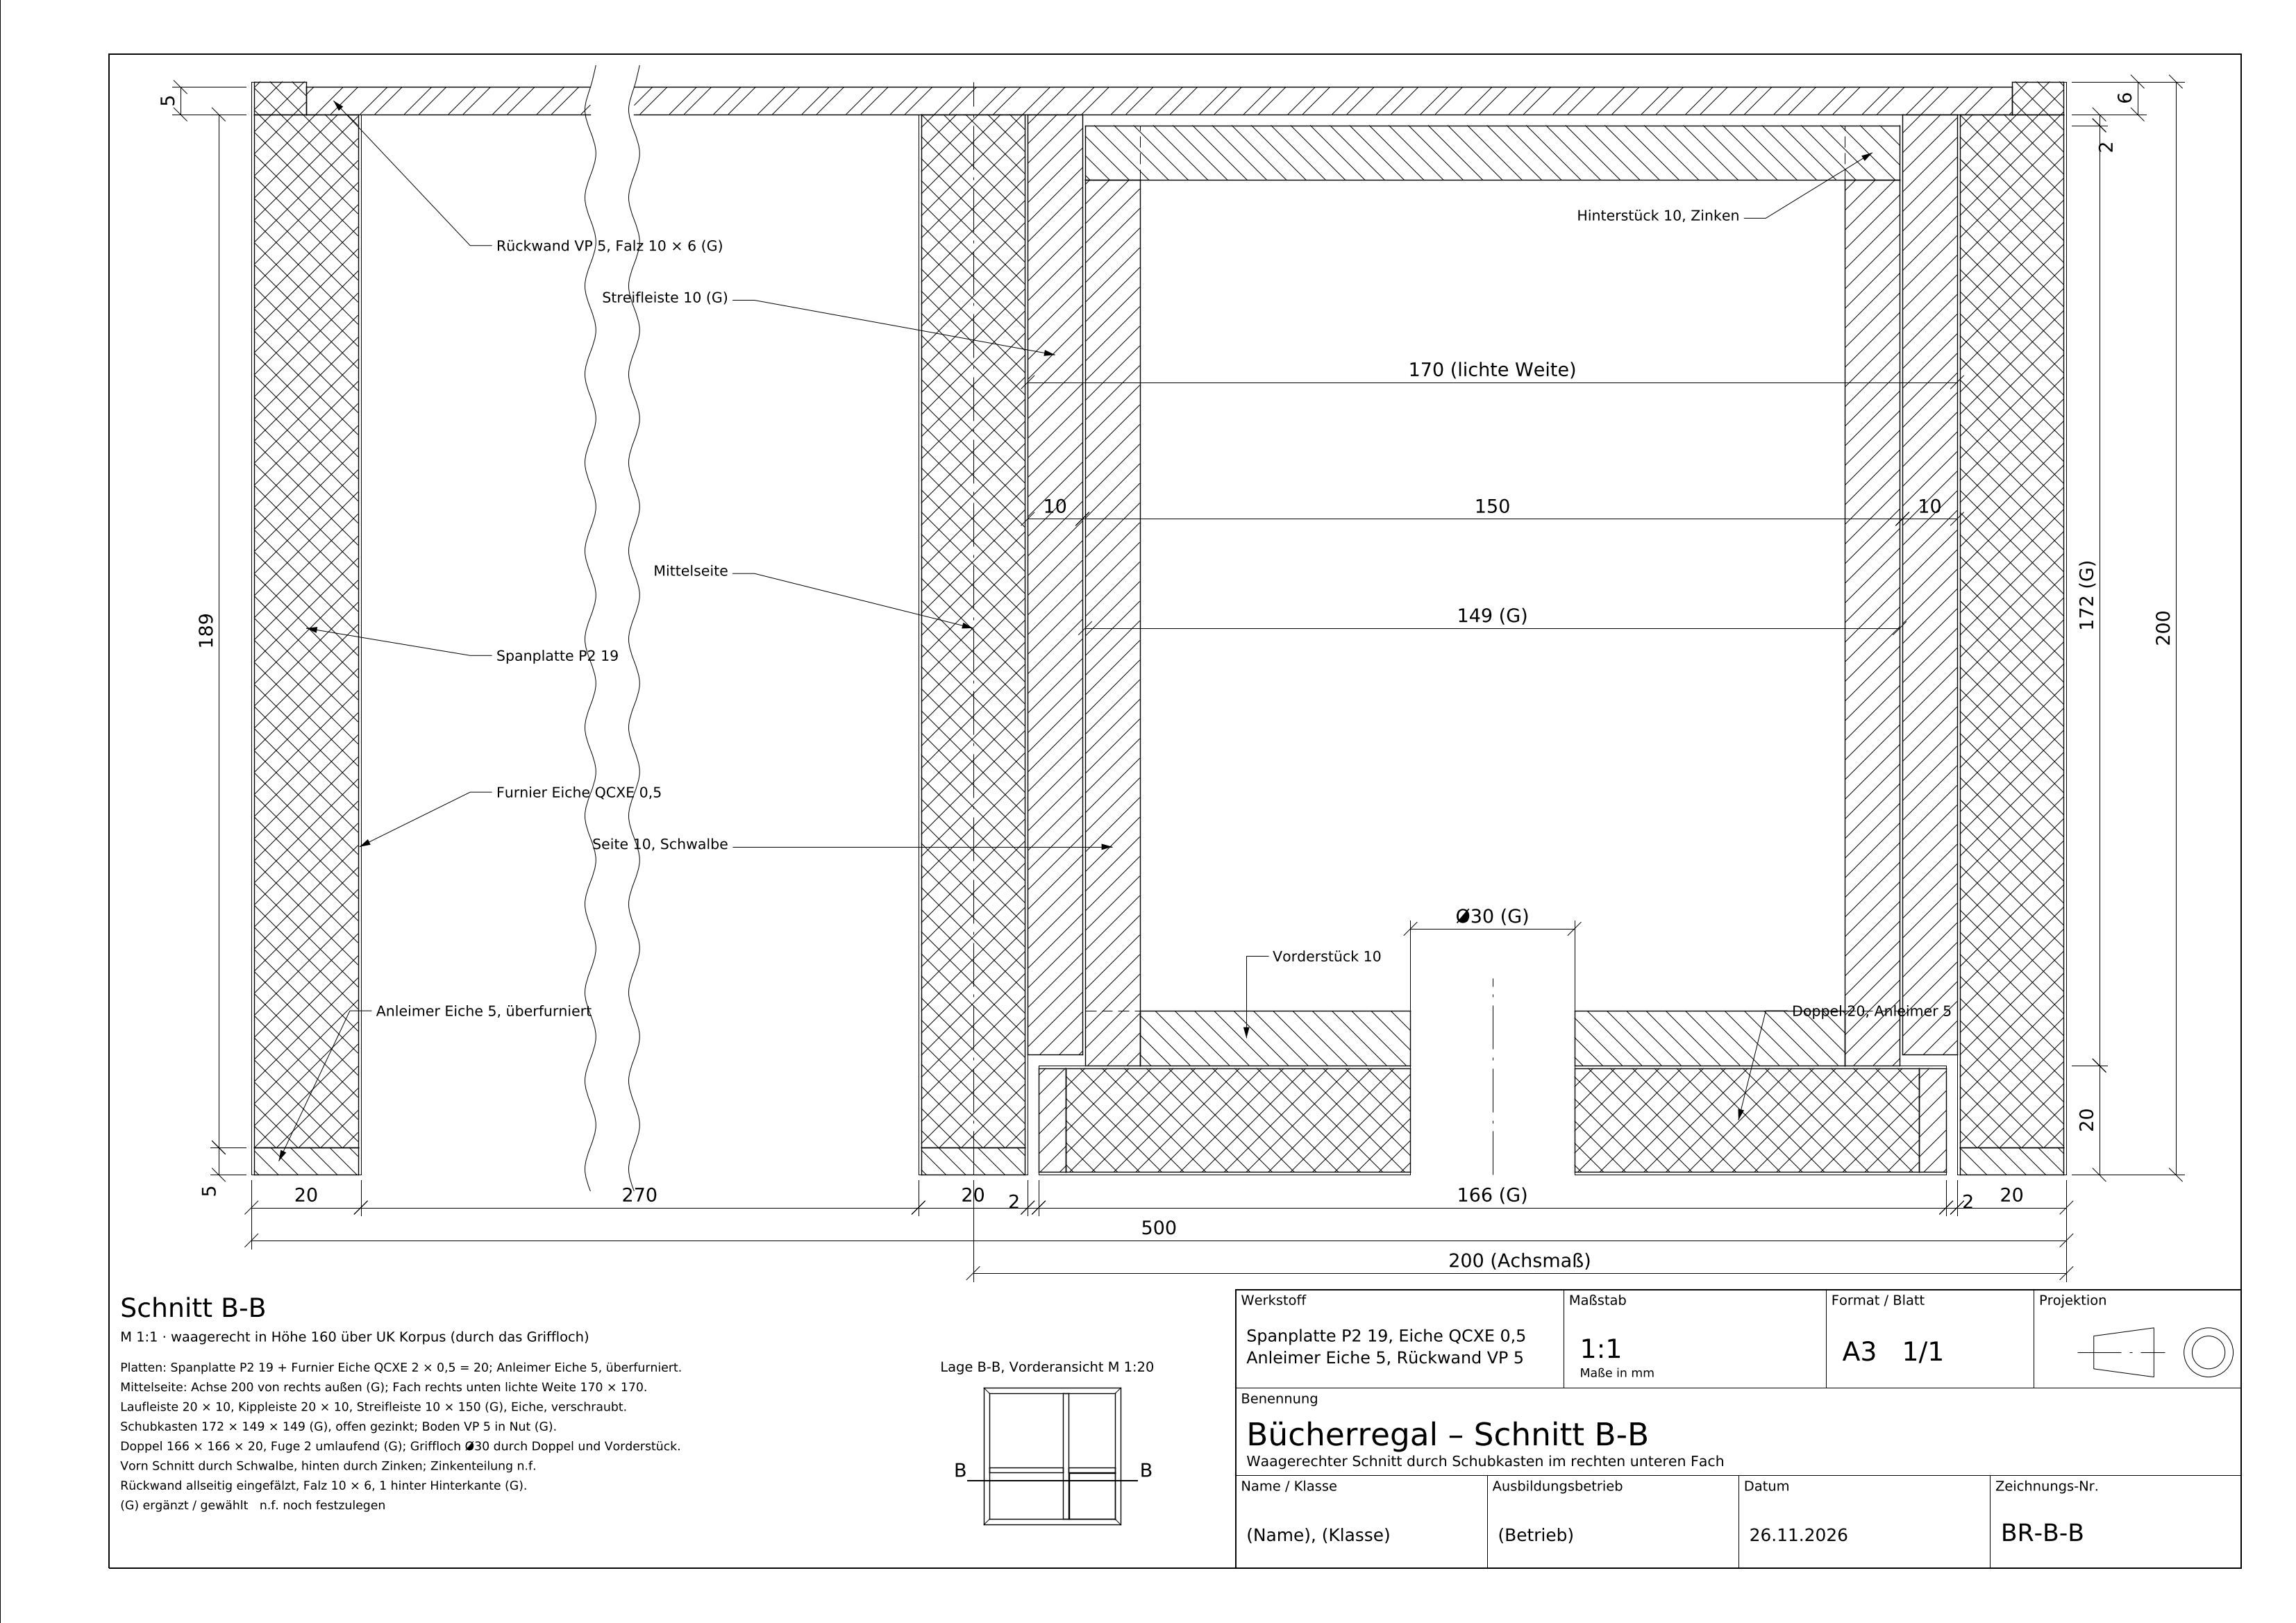 5
6
2
Hinterstück 10, Zinken
Rückwand VP 5, Falz 10 × 6 (G)
Streifleiste 10 (G)
170 (lichte Weite)
10
150
10
Mittelseite
149 (G)
172 (G)
200
189
Spanplatte P2 19
Furnier Eiche QCXE 0,5
Seite 10, Schwalbe
Ø30 (G)
Vorderstück 10
Anleimer Eiche 5, überfurniert
Doppel 20, Anleimer 5
20
5
20
270
20
2
166 (G)
2
20
500
200 (Achsmaß)
Schnitt B-B
M 1:1 · waagerecht in Höhe 160 über UK Korpus (durch das Griffloch)
Platten: Spanplatte P2 19 + Furnier Eiche QCXE 2 × 0,5 = 20; Anleimer Eiche 5, überfurniert.
Mittelseite: Achse 200 von rechts außen (G); Fach rechts unten lichte Weite 170 × 170.
Laufleiste 20 × 10, Kippleiste 20 × 10, Streifleiste 10 × 150 (G), Eiche, verschraubt.
Schubkasten 172 × 149 × 149 (G), offen gezinkt; Boden VP 5 in Nut (G).
Doppel 166 × 166 × 20, Fuge 2 umlaufend (G); Griffloch Ø30 durch Doppel und Vorderstück.
Vorn Schnitt durch Schwalbe, hinten durch Zinken; Zinkenteilung n.f.
Rückwand allseitig eingefälzt, Falz 10 × 6, 1 hinter Hinterkante (G).
(G) ergänzt / gewählt   n.f. noch festzulegen
Lage B-B, Vorderansicht M 1:20
B B
Werkstoff
Spanplatte P2 19, Eiche QCXE 0,5
Anleimer Eiche 5, Rückwand VP 5
Maßstab
1:1
Maße in mm
Format / Blatt
A3 1/1
Projektion
Benennung
Bücherregal – Schnitt B-B
Waagerechter Schnitt durch Schubkasten im rechten unteren Fach
Name / Klasse
(Name), (Klasse)
Ausbildungsbetrieb
(Betrieb)
Datum
26.11.2026
Zeichnungs-Nr.
BR-B-B